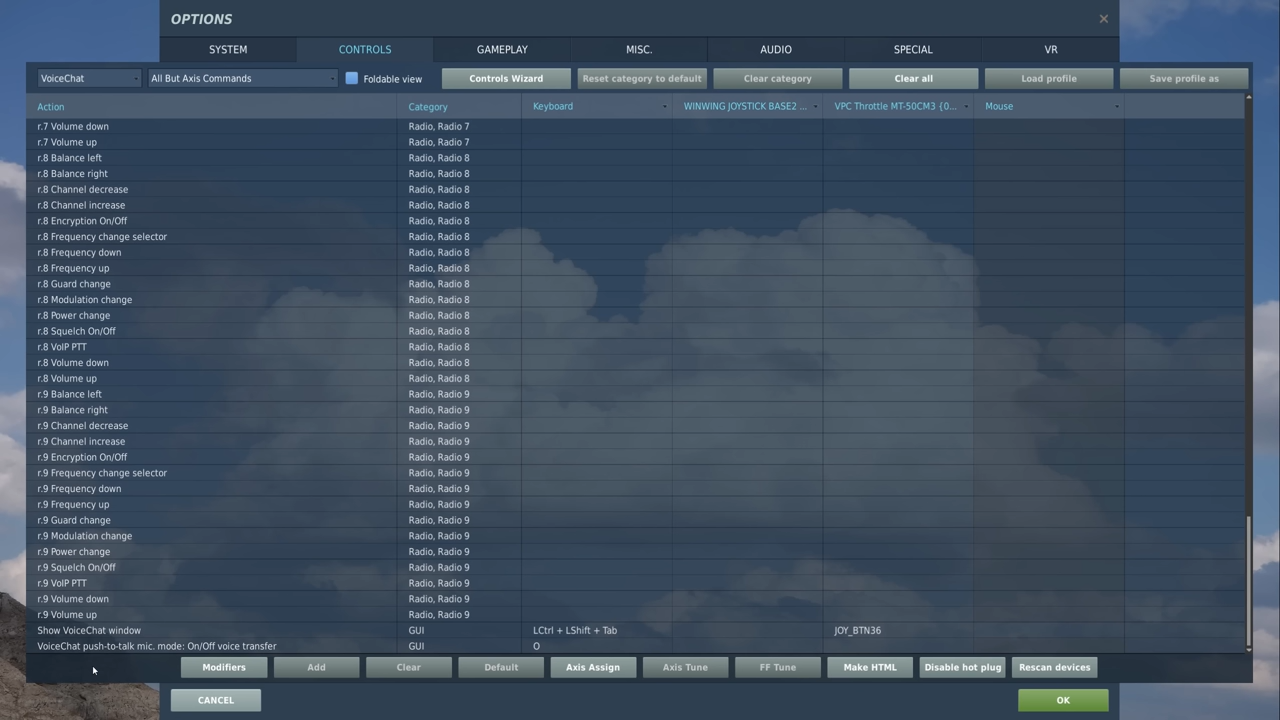 OPTIONS
SYSTEM CONTROLS GAMEPLAY MISC. AUDIO SPECIAL VR
VoiceChat All But Axis Commands Foldable view Controls Wizard Reset category to default Clear category Clear all Load profile Save profile as
Action Category Keyboard WINWING JOYSTICK BASE2 ... VPC Throttle MT-50CM3 {0... Mouse
r.7 Volume down Radio, Radio 7
r.7 Volume up Radio, Radio 7
r.8 Balance left Radio, Radio 8
r.8 Balance right Radio, Radio 8
r.8 Channel decrease Radio, Radio 8
r.8 Channel increase Radio, Radio 8
r.8 Encryption On/Off Radio, Radio 8
r.8 Frequency change selector Radio, Radio 8
r.8 Frequency down Radio, Radio 8
r.8 Frequency up Radio, Radio 8
r.8 Guard change Radio, Radio 8
r.8 Modulation change Radio, Radio 8
r.8 Power change Radio, Radio 8
r.8 Squelch On/Off Radio, Radio 8
r.8 VoIP PTT Radio, Radio 8
r.8 Volume down Radio, Radio 8
r.8 Volume up Radio, Radio 8
r.9 Balance left Radio, Radio 9
r.9 Balance right Radio, Radio 9
r.9 Channel decrease Radio, Radio 9
r.9 Channel increase Radio, Radio 9
r.9 Encryption On/Off Radio, Radio 9
r.9 Frequency change selector Radio, Radio 9
r.9 Frequency down Radio, Radio 9
r.9 Frequency up Radio, Radio 9
r.9 Guard change Radio, Radio 9
r.9 Modulation change Radio, Radio 9
r.9 Power change Radio, Radio 9
r.9 Squelch On/Off Radio, Radio 9
r.9 VoIP PTT Radio, Radio 9
r.9 Volume down Radio, Radio 9
r.9 Volume up Radio, Radio 9
Show VoiceChat window GUI LCtrl + LShift + Tab JOY_BTN36
VoiceChat push-to-talk mic. mode: On/Off voice transfer GUI O
Modifiers Add Clear Default Axis Assign Axis Tune FF Tune Make HTML Disable hot plug Rescan devices
CANCEL OK